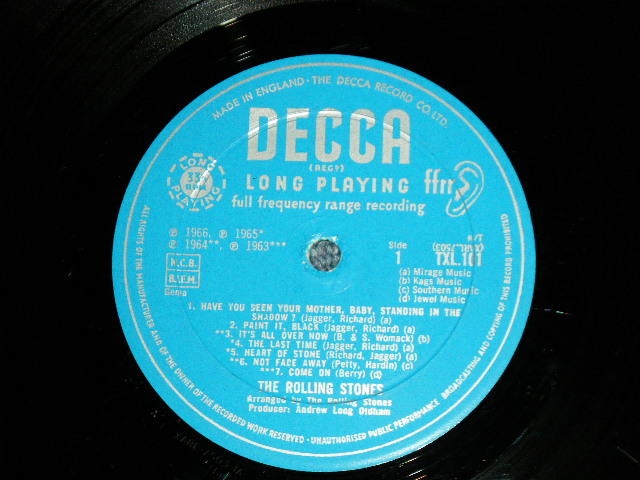 MADE IN ENGLAND · THE DECCA RECORD CO. LTD.
DECCA
(REGD)
LONG PLAYING
33⅓ RPM
LONG PLAYING
ffrr
full frequency range recording
℗ 1966, ℗ 1965*
℗ 1964**, ℗ 1963***
Side
1
(XARL.7503)
TXL.101
N.C.B.
B.I.E.M.
Gema
(a) Mirage Music
(b) Kags Music
(c) Southern Music
(d) Jewel Music
1. HAVE YOU SEEN YOUR MOTHER, BABY, STANDING IN THE
SHADOW? (Jagger, Richard) (a)
2. PAINT IT, BLACK (Jagger, Richard) (a)
**3. IT'S ALL OVER NOW (B. & S. Womack) (b)
*4. THE LAST TIME (Jagger, Richard) (a)
*5. HEART OF STONE (Richard, Jagger) (a)
**6. NOT FADE AWAY (Petty, Hardin) (c)
***7. COME ON (Berry) (d)
THE ROLLING STONES
Arranged by The Rolling Stones
Producer: Andrew Loog Oldham
ALL RIGHTS OF THE MANUFACTURER AND OF THE OWNER OF THE RECORDED WORK RESERVED · UNAUTHORISED PUBLIC PERFORMANCE BROADCASTING AND COPYING OF THIS RECORD PROHIBITED